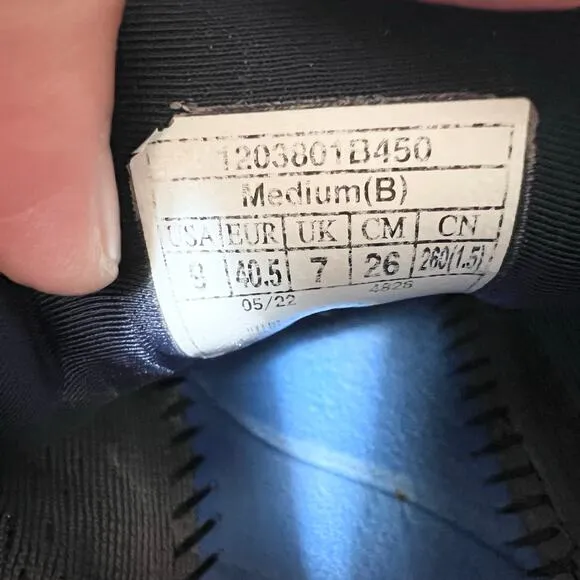 1203801B450
Medium(B)
USA EUR UK CM CN
9 40.5 7 26 260(1.5)
05/22 4826